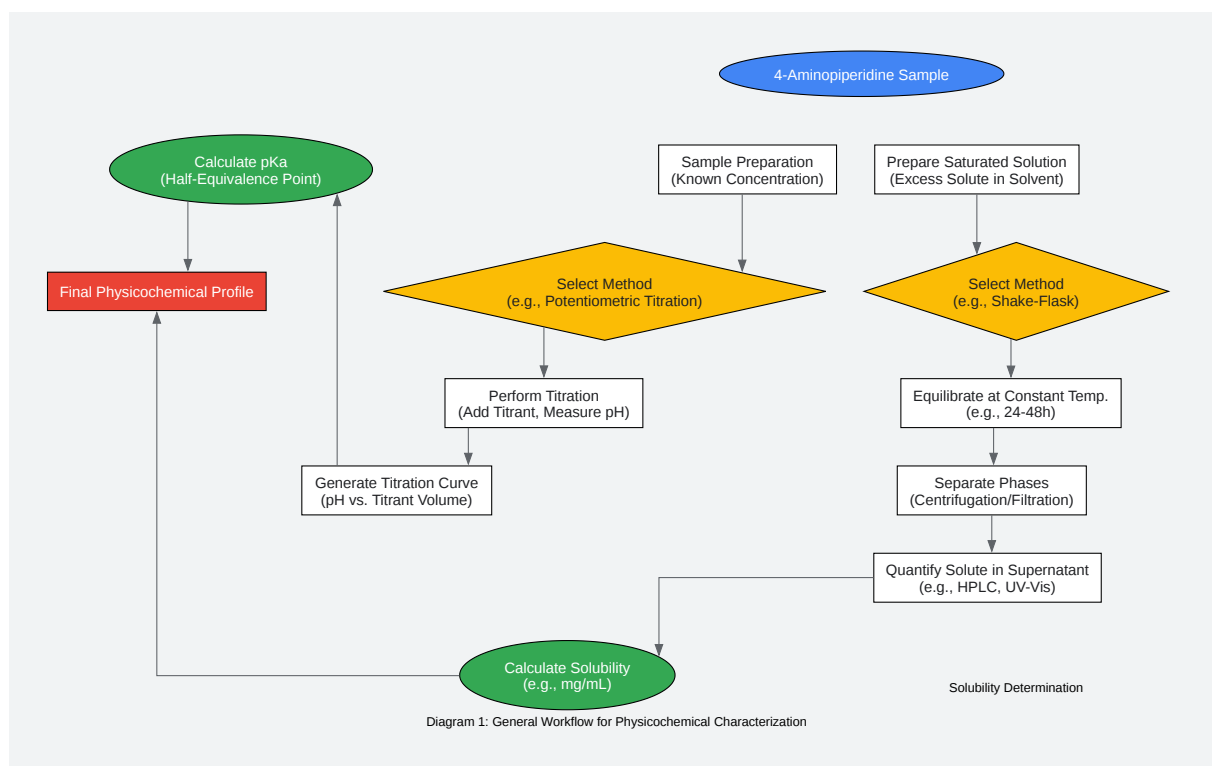 4-Aminopiperidine Sample
Calculate pKa
(Half-Equivalence Point)
Sample Preparation
(Known Concentration)
Prepare Saturated Solution
(Excess Solute in Solvent)
Final Physicochemical Profile
Select Method
(e.g., Potentiometric Titration)
Select Method
(e.g., Shake-Flask)
Perform Titration
(Add Titrant, Measure pH)
Equilibrate at Constant Temp.
(e.g., 24-48h)
Generate Titration Curve
(pH vs. Titrant Volume)
Separate Phases
(Centrifugation/Filtration)
Quantify Solute in Supernatant
(e.g., HPLC, UV-Vis)
Calculate Solubility
(e.g., mg/mL)
Solubility Determination
Diagram 1: General Workflow for Physicochemical Characterization